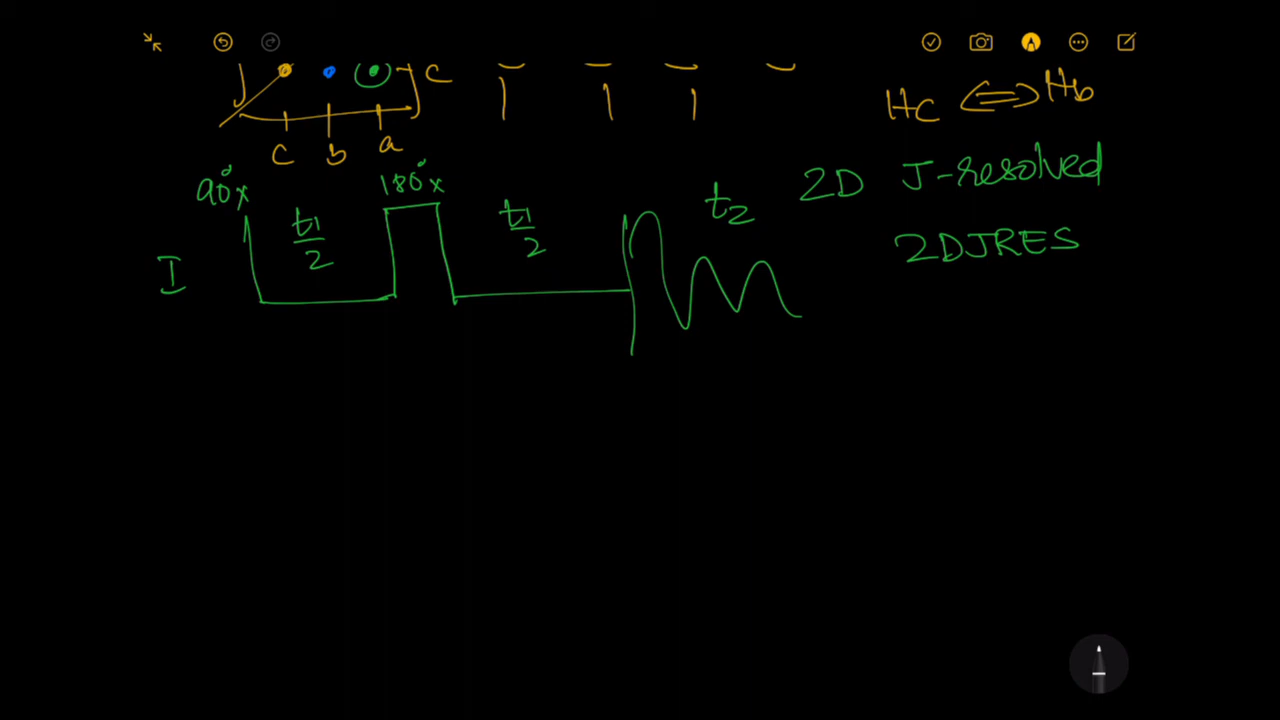 C
HC ⇔ Hb
c b a
90°x 180°x
2D J-resolved
t1/2 t1/2 t2
2DJRES
I